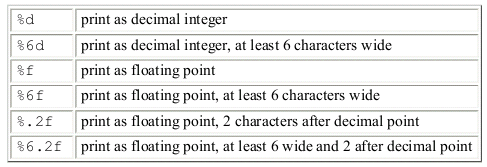 %d print as decimal integer
%6d print as decimal integer, at least 6 characters wide
%f print as floating point
%6f print as floating point, at least 6 characters wide
%.2f print as floating point, 2 characters after decimal point
%6.2f print as floating point, at least 6 wide and 2 after decimal point